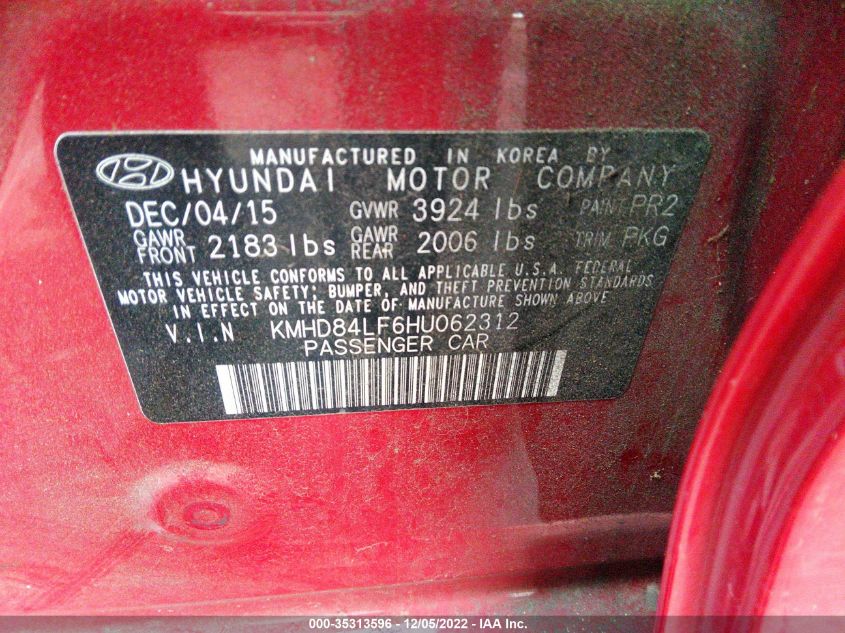 MANUFACTURED IN KOREA BY
HYUNDAI MOTOR COMPANY
DEC/04/15 GVWR 3924 lbs PAINT PR2
GAWR FRONT 2183 lbs GAWR REAR 2006 lbs TRIM PKG
THIS VEHICLE CONFORMS TO ALL APPLICABLE U.S.A. FEDERAL
MOTOR VEHICLE SAFETY, BUMPER, AND THEFT PREVENTION STANDARDS
IN EFFECT ON THE DATE OF MANUFACTURE SHOWN ABOVE
V.I.N KMHD84LF6HU062312
PASSENGER CAR
000-35313596 - 12/05/2022 - IAA Inc.